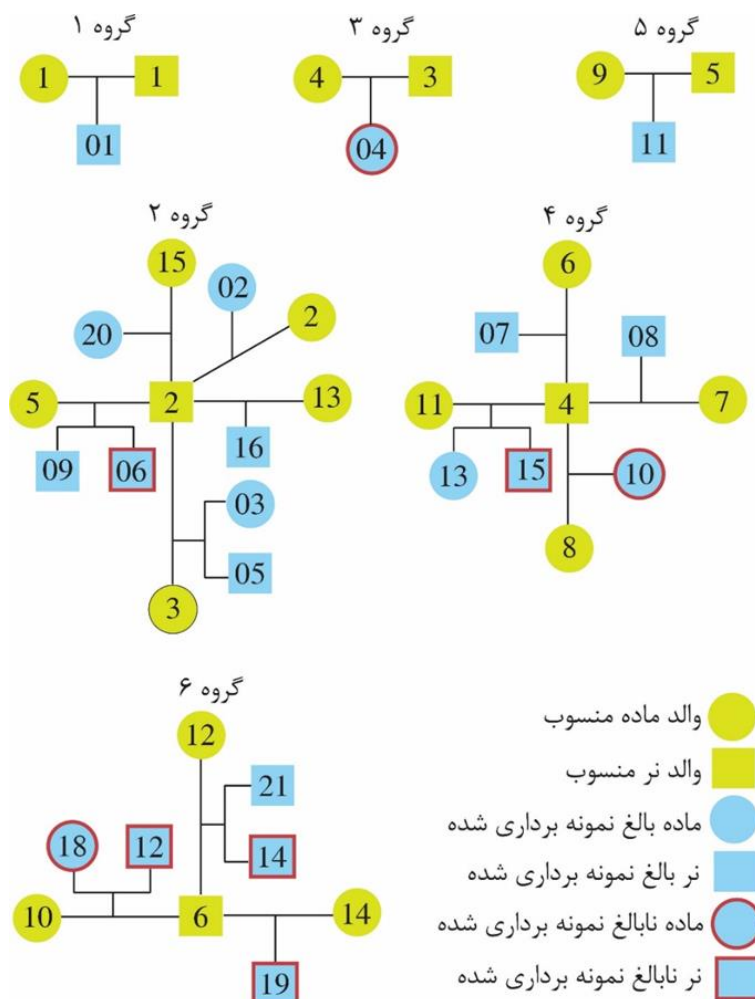 گروه ۱
گروه ۳
گروه ۵
1 1
4 3
9 5
01
04
11
گروه ۲
گروه ۴
15
02
6
20
2
07
08
5
2
13
11
4
7
09
06
16
13
15
10
03
05
8
3
گروه ۶
12
والد ماده منسوب
21
والد نر منسوب
18 12
14
ماده بالغ نمونه برداری شده
نر بالغ نمونه برداری شده
10 6 14
ماده نابالغ نمونه برداری شده
19
نر نابالغ نمونه برداری شده